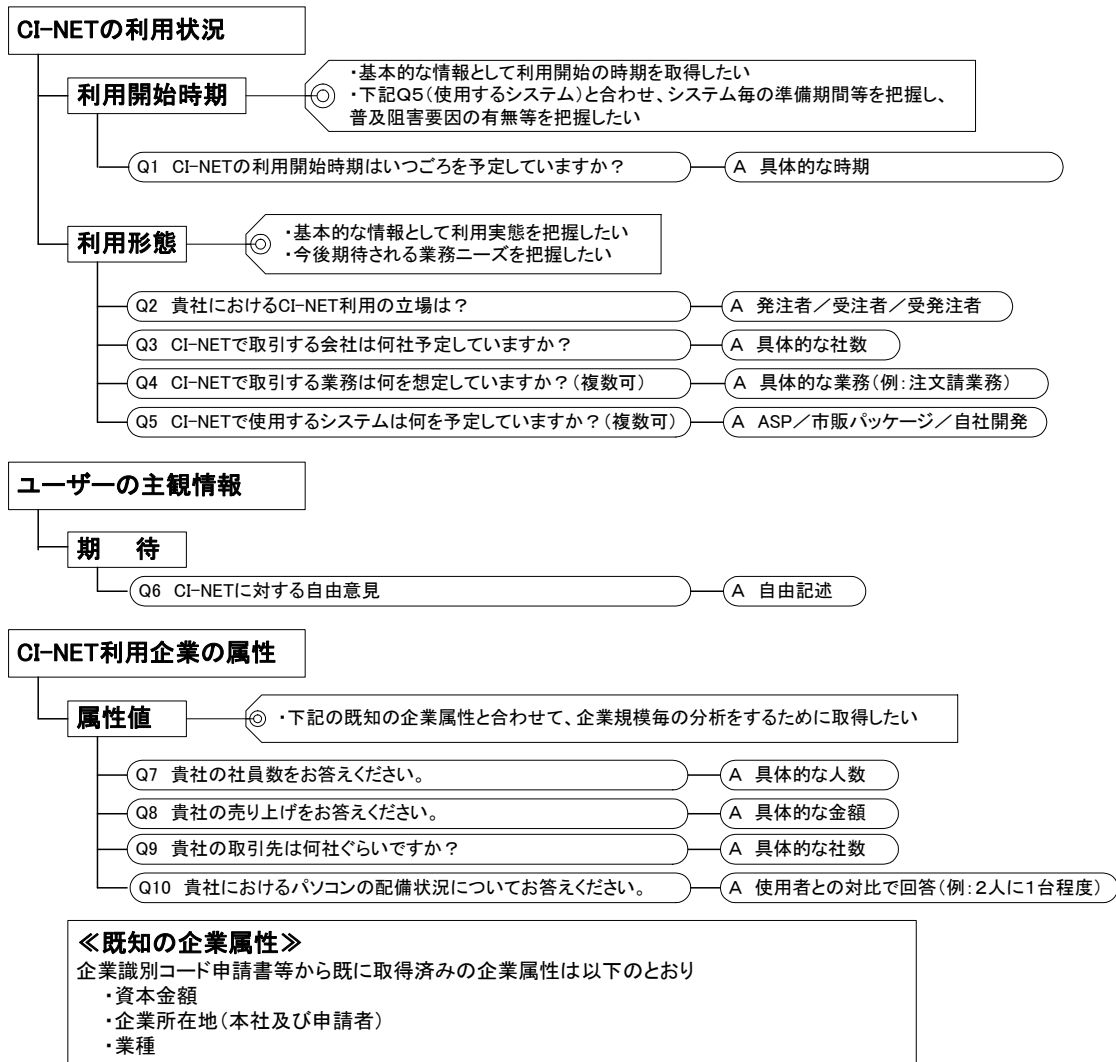 CI-NETの利用状況
利用開始時期
・基本的な情報として利用開始の時期を取得したい
・下記Q5(使用するシステム)と合わせ、システム毎の準備期間等を把握し、
普及阻害要因の有無等を把握したい
Q1 CI-NETの利用開始時期はいつごろを予定していますか？
A 具体的な時期
利用形態
・基本的な情報として利用実態を把握したい
・今後期待される業務ニーズを把握したい
Q2 貴社におけるCI-NET利用の立場は？
A 発注者／受注者／受発注者
Q3 CI-NETで取引する会社は何社予定していますか？
A 具体的な社数
Q4 CI-NETで取引する業務は何を想定していますか？(複数可)
A 具体的な業務(例：注文請業務)
Q5 CI-NETで使用するシステムは何を予定していますか？(複数可)
A ASP／市販パッケージ／自社開発
ユーザーの主観情報
期　待
Q6 CI-NETに対する自由意見
A 自由記述
CI-NET利用企業の属性
属性値
・下記の既知の企業属性と合わせて、企業規模毎の分析をするために取得したい
Q7 貴社の社員数をお答えください。
A 具体的な人数
Q8 貴社の売り上げをお答えください。
A 具体的な金額
Q9 貴社の取引先は何社ぐらいですか？
A 具体的な社数
Q10 貴社におけるパソコンの配備状況についてお答えください。
A 使用者との対比で回答(例：2人に1台程度)
≪既知の企業属性≫
企業識別コード申請書等から既に取得済みの企業属性は以下のとおり
・資本金額
・企業所在地(本社及び申請者)
・業種